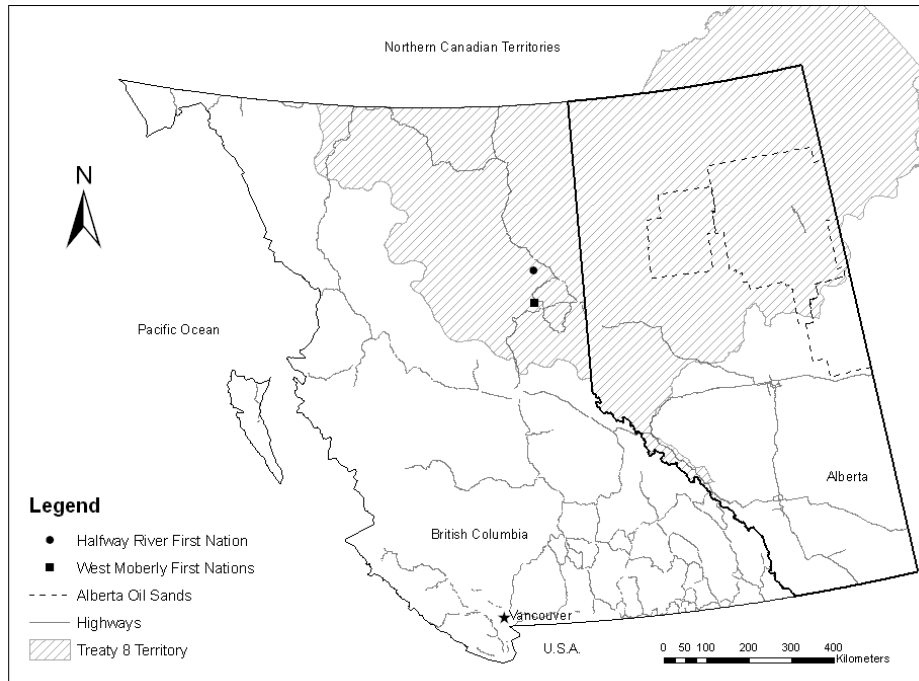 Northern Canadian Territories
N
Pacific Ocean
Alberta
British Columbia
Vancouver
U.S.A.
Legend
Halfway River First Nation
West Moberly First Nations
Alberta Oil Sands
Highways
Treaty 8 Territory
0 50 100 200 300 400
Kilometers